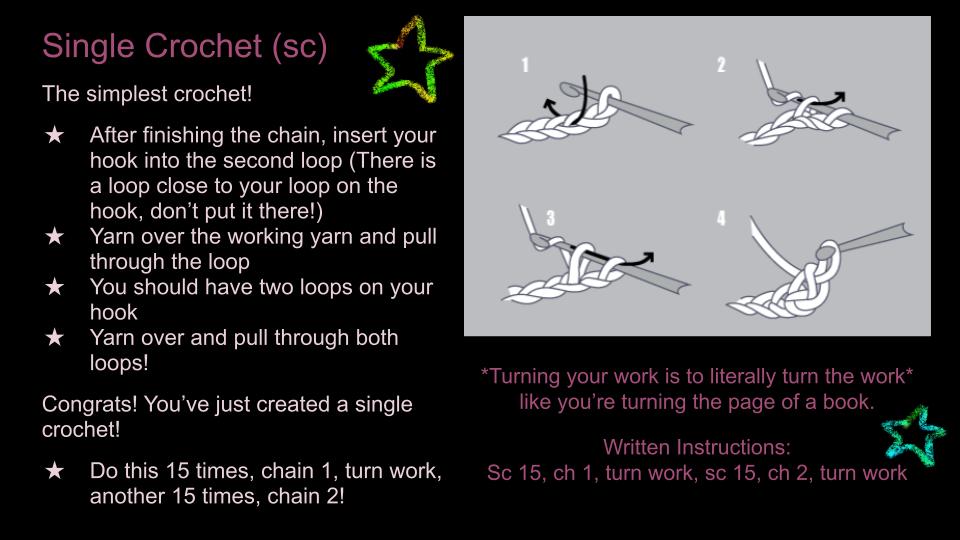 Single Crochet (sc)
The simplest crochet!
★ After finishing the chain, insert your
hook into the second loop (There is
a loop close to your loop on the
hook, don’t put it there!)
★ Yarn over the working yarn and pull
through the loop
★ You should have two loops on your
hook
★ Yarn over and pull through both
loops!
Congrats! You’ve just created a single
crochet!
★ Do this 15 times, chain 1, turn work,
another 15 times, chain 2!
1
2
3
4
*Turning your work is to literally turn the work*
like you’re turning the page of a book.
Written Instructions:
Sc 15, ch 1, turn work, sc 15, ch 2, turn work